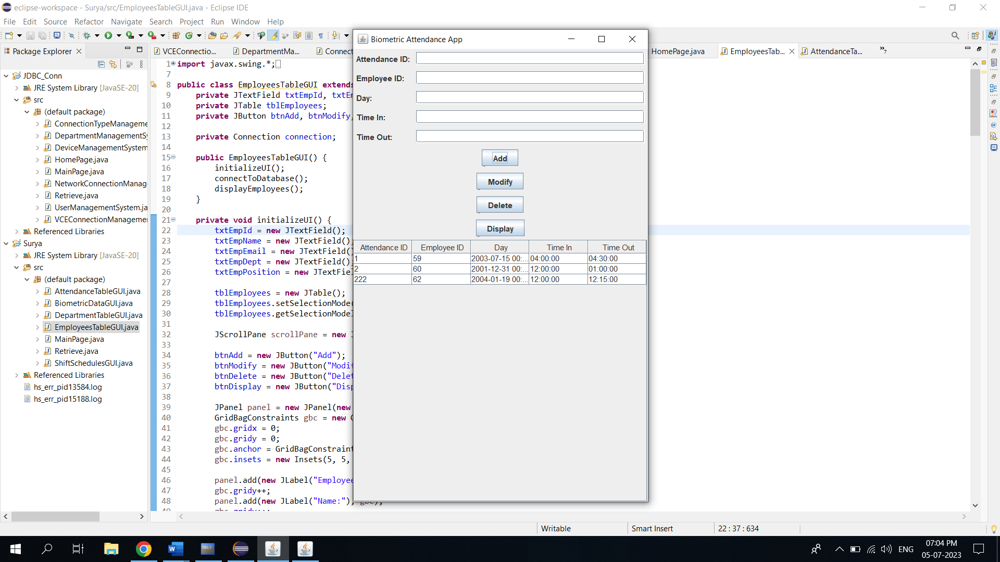 eclipse-workspace - Surya/src/EmployeesTableGUI.java - Eclipse IDE
File Edit Source Refactor Navigate Search Project Run Window Help
Package Explorer
JDBC_Conn
JRE System Library [JavaSE-20]
src
(default package)
ConnectionTypeManageme
DepartmentManagementSy
DeviceManagementSystem
HomePage.java
MainPage.java
NetworkConnectionManag
Retrieve.java
UserManagementSystem.ja
VCEConnectionManagemen
Referenced Libraries
Surya
JRE System Library [JavaSE-20]
src
(default package)
AttendanceTableGUI.java
BiometricDataGUI.java
DepartmentTableGUI.java
EmployeesTableGUI.java
MainPage.java
Retrieve.java
ShiftSchedulesGUI.java
Referenced Libraries
hs_err_pid13584.log
hs_err_pid15188.log
VCEConnectio... DepartmentMa... Connect HomePage.java EmployeesTab... AttendanceTa... »7
1 import javax.swing.*;
7
8 public class EmployeesTableGUI extends
9 private JTextField txtEmpId, txtEm
10 private JTable tblEmployees;
11 private JButton btnAdd, btnModify,
12
13 private Connection connection;
14
15 public EmployeesTableGUI() {
16 initializeUI();
17 connectToDatabase();
18 displayEmployees();
19 }
20
21 private void initializeUI() {
22 txtEmpId = new JTextField();
23 txtEmpName = new JTextField();
24 txtEmpEmail = new JTextField()
25 txtEmpDept = new JTextField();
26 txtEmpPosition = new JTextFiel
27
28 tblEmployees = new JTable();
29 tblEmployees.setSelectionMode(
30 tblEmployees.getSelectionModel
31
32 JScrollPane scrollPane = new J
33
34 btnAdd = new JButton("Add");
35 btnModify = new JButton("Modif
36 btnDelete = new JButton("Delet
37 btnDisplay = new JButton("Disp
38
39 JPanel panel = new JPanel(new
40 GridBagConstraints gbc = new G
41 gbc.gridx = 0;
42 gbc.gridy = 0;
43 gbc.anchor = GridBagConstraint
44 gbc.insets = new Insets(5, 5,
45
46 panel.add(new JLabel("Employee
47 gbc.gridy++;
48 panel.add(new JLabel("Name:"), gbc);
Biometric Attendance App
Attendance ID:
Employee ID:
Day:
Time In:
Time Out:
Add
Modify
Delete
Display
Attendance ID Employee ID Day Time In Time Out
1 59 2003-07-15 00:... 04:00:00 04:30:00
2 60 2001-12-31 00:... 12:00:00 01:00:00
222 62 2004-01-19 00:... 12:00:00 12:15:00
Writable Smart Insert 22 : 37 : 634
ENG
07:04 PM
05-07-2023